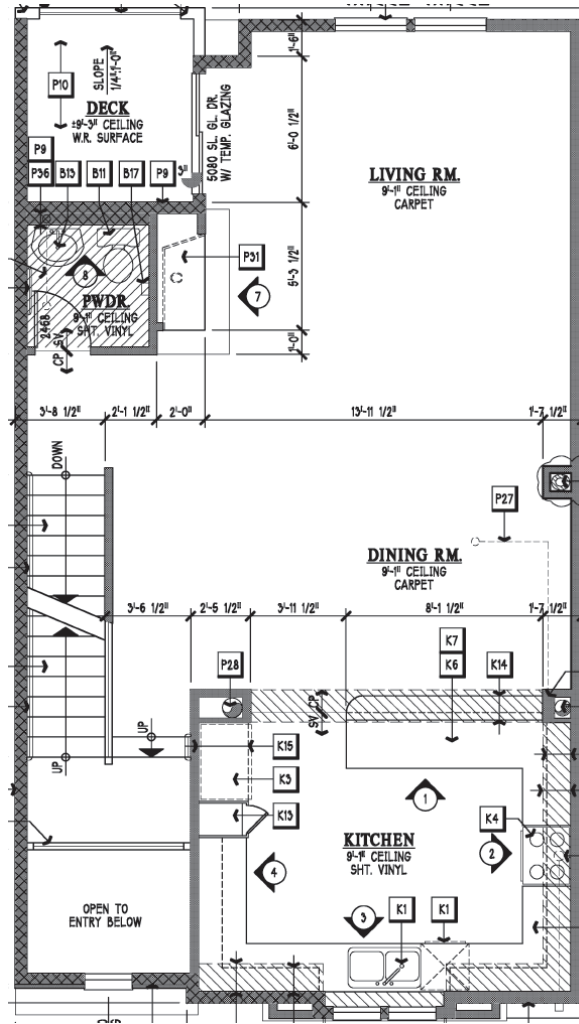 1'-6"
SLOPE
1/4":1'-0"
P10
DECK
±9'-3" CEILING
W.R. SURFACE
5080 SL. GL. DR.
W/ TEMP. GLAZING
6'-0 1/2"
P9
P36
B13
B11
B17
P9
3"
LIVING RM.
9'-1" CEILING
CARPET
P31
8
7
5'-3 1/2"
PWDR.
9'-1" CEILING
SHT. VINYL
2468
SV
CP
1'-0"
3'-8 1/2"
2'-1 1/2"
2'-0"
13'-11 1/2"
1'-7 1/2"
DOWN
P27
DINING RM.
9'-1" CEILING
CARPET
3'-6 1/2"
2'-5 1/2"
3'-11 1/2"
8'-1 1/2"
1'-7 1/2"
K7
K6
K14
P28
CP
SV
UP
UP
K15
K3
K13
1
K4
2
KITCHEN
9'-1" CEILING
SHT. VINYL
4
3
K1
K1
OPEN TO
ENTRY BELOW